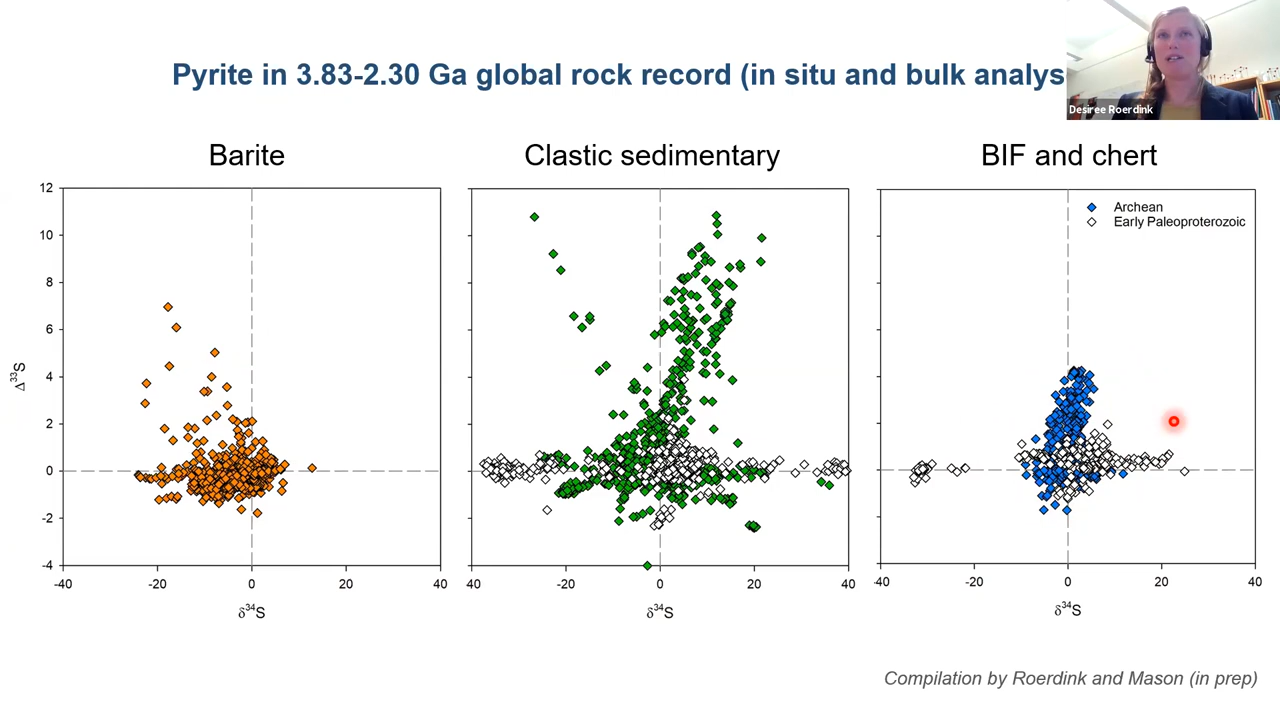 Pyrite in 3.83-2.30 Ga global rock record (in situ and bulk analys
Desiree Roerdink
Barite
Clastic sedimentary
BIF and chert
12
10
8
6
4
2
0
-2
-4
Δ³³S
-40
-20
0
20
40
δ³⁴S
40
-20
0
20
40
δ³⁴S
Archean
Early Paleoproterozoic
-40
-20
0
20
40
δ³⁴S
Compilation by Roerdink and Mason (in prep)